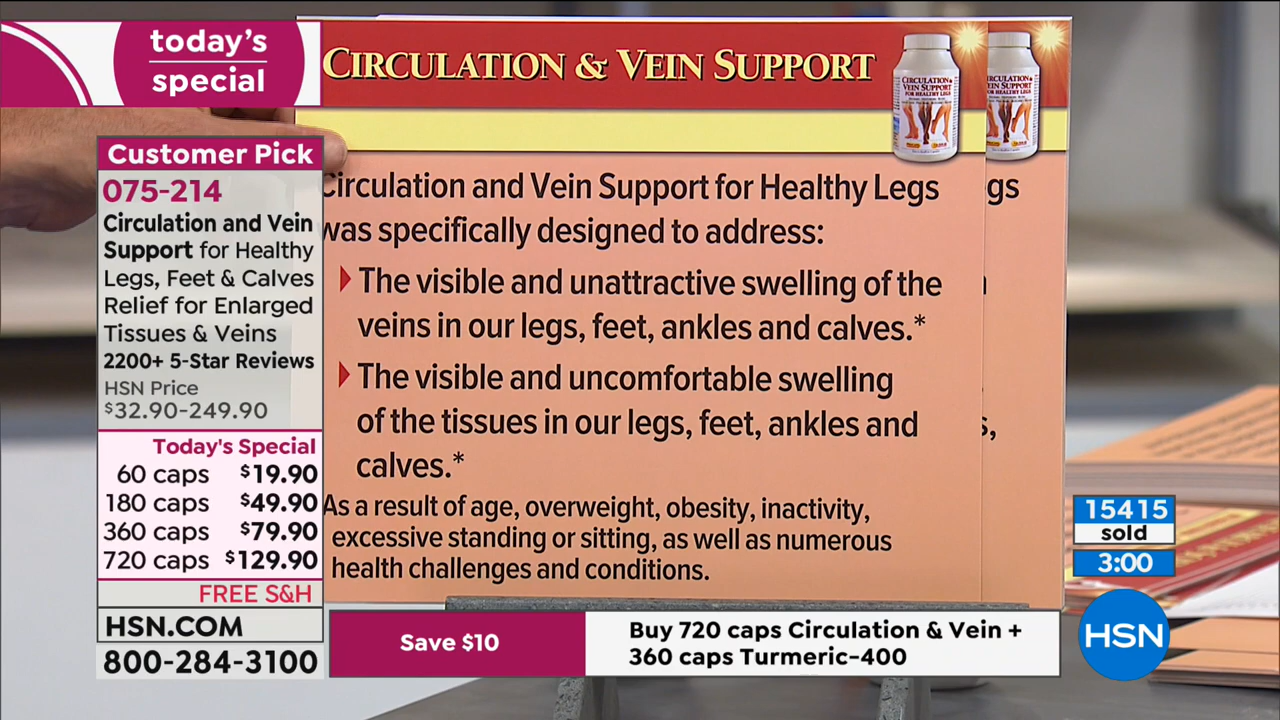 today's
special
Customer Pick
075-214
Circulation and Vein
Support for Healthy
Legs, Feet & Calves
Relief for Enlarged
Tissues & Veins
2200+ 5-Star Reviews
HSN Price
$32.90-249.90
Today's Special
60 caps $19.90
180 caps $49.90
360 caps $79.90
720 caps $129.90
FREE S&H
HSN.COM
800-284-3100
CIRCULATION & VEIN SUPPORT
CIRCULATION &
VEIN SUPPORT
FOR HEALTHY LEGS
Circulation and Vein Support for Healthy Legs
was specifically designed to address:
The visible and unattractive swelling of the
veins in our legs, feet, ankles and calves.*
The visible and uncomfortable swelling
of the tissues in our legs, feet, ankles and
calves.*
As a result of age, overweight, obesity, inactivity,
excessive standing or sitting, as well as numerous
health challenges and conditions.
gs
s,
15415
sold
3:00
HSN
Save $10
Buy 720 caps Circulation & Vein +
360 caps Turmeric-400